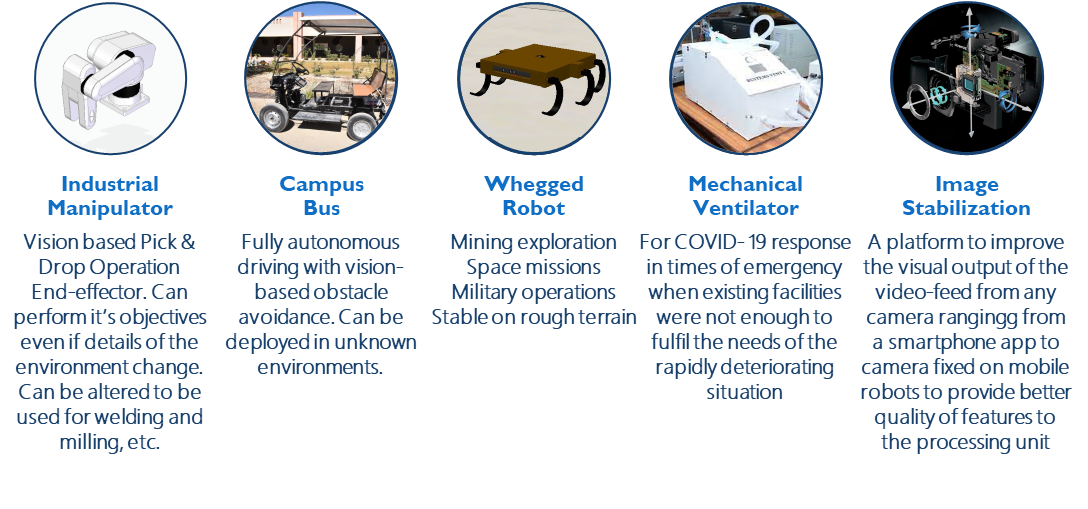 Industrial
Manipulator
Vision based Pick &
Drop Operation
End-effector. Can
perform it's objectives
even if details of the
environment change.
Can be altered to be
used for welding and
milling, etc.
Campus
Bus
Fully autonomous
driving with vision-
based obstacle
avoidance. Can be
deployed in unknown
environments.
Whegged
Robot
Mining exploration
Space missions
Military operations
Stable on rough terrain
Mechanical
Ventilator
For COVID- 19 response
in times of emergency
when existing facilities
were not enough to
fulfil the needs of the
rapidly deteriorating
situation
Image
Stabilization
A platform to improve
the visual output of the
video-feed from any
camera rangingg from
a smartphone app to
camera fixed on mobile
robots to provide better
quality of features to
the processing unit